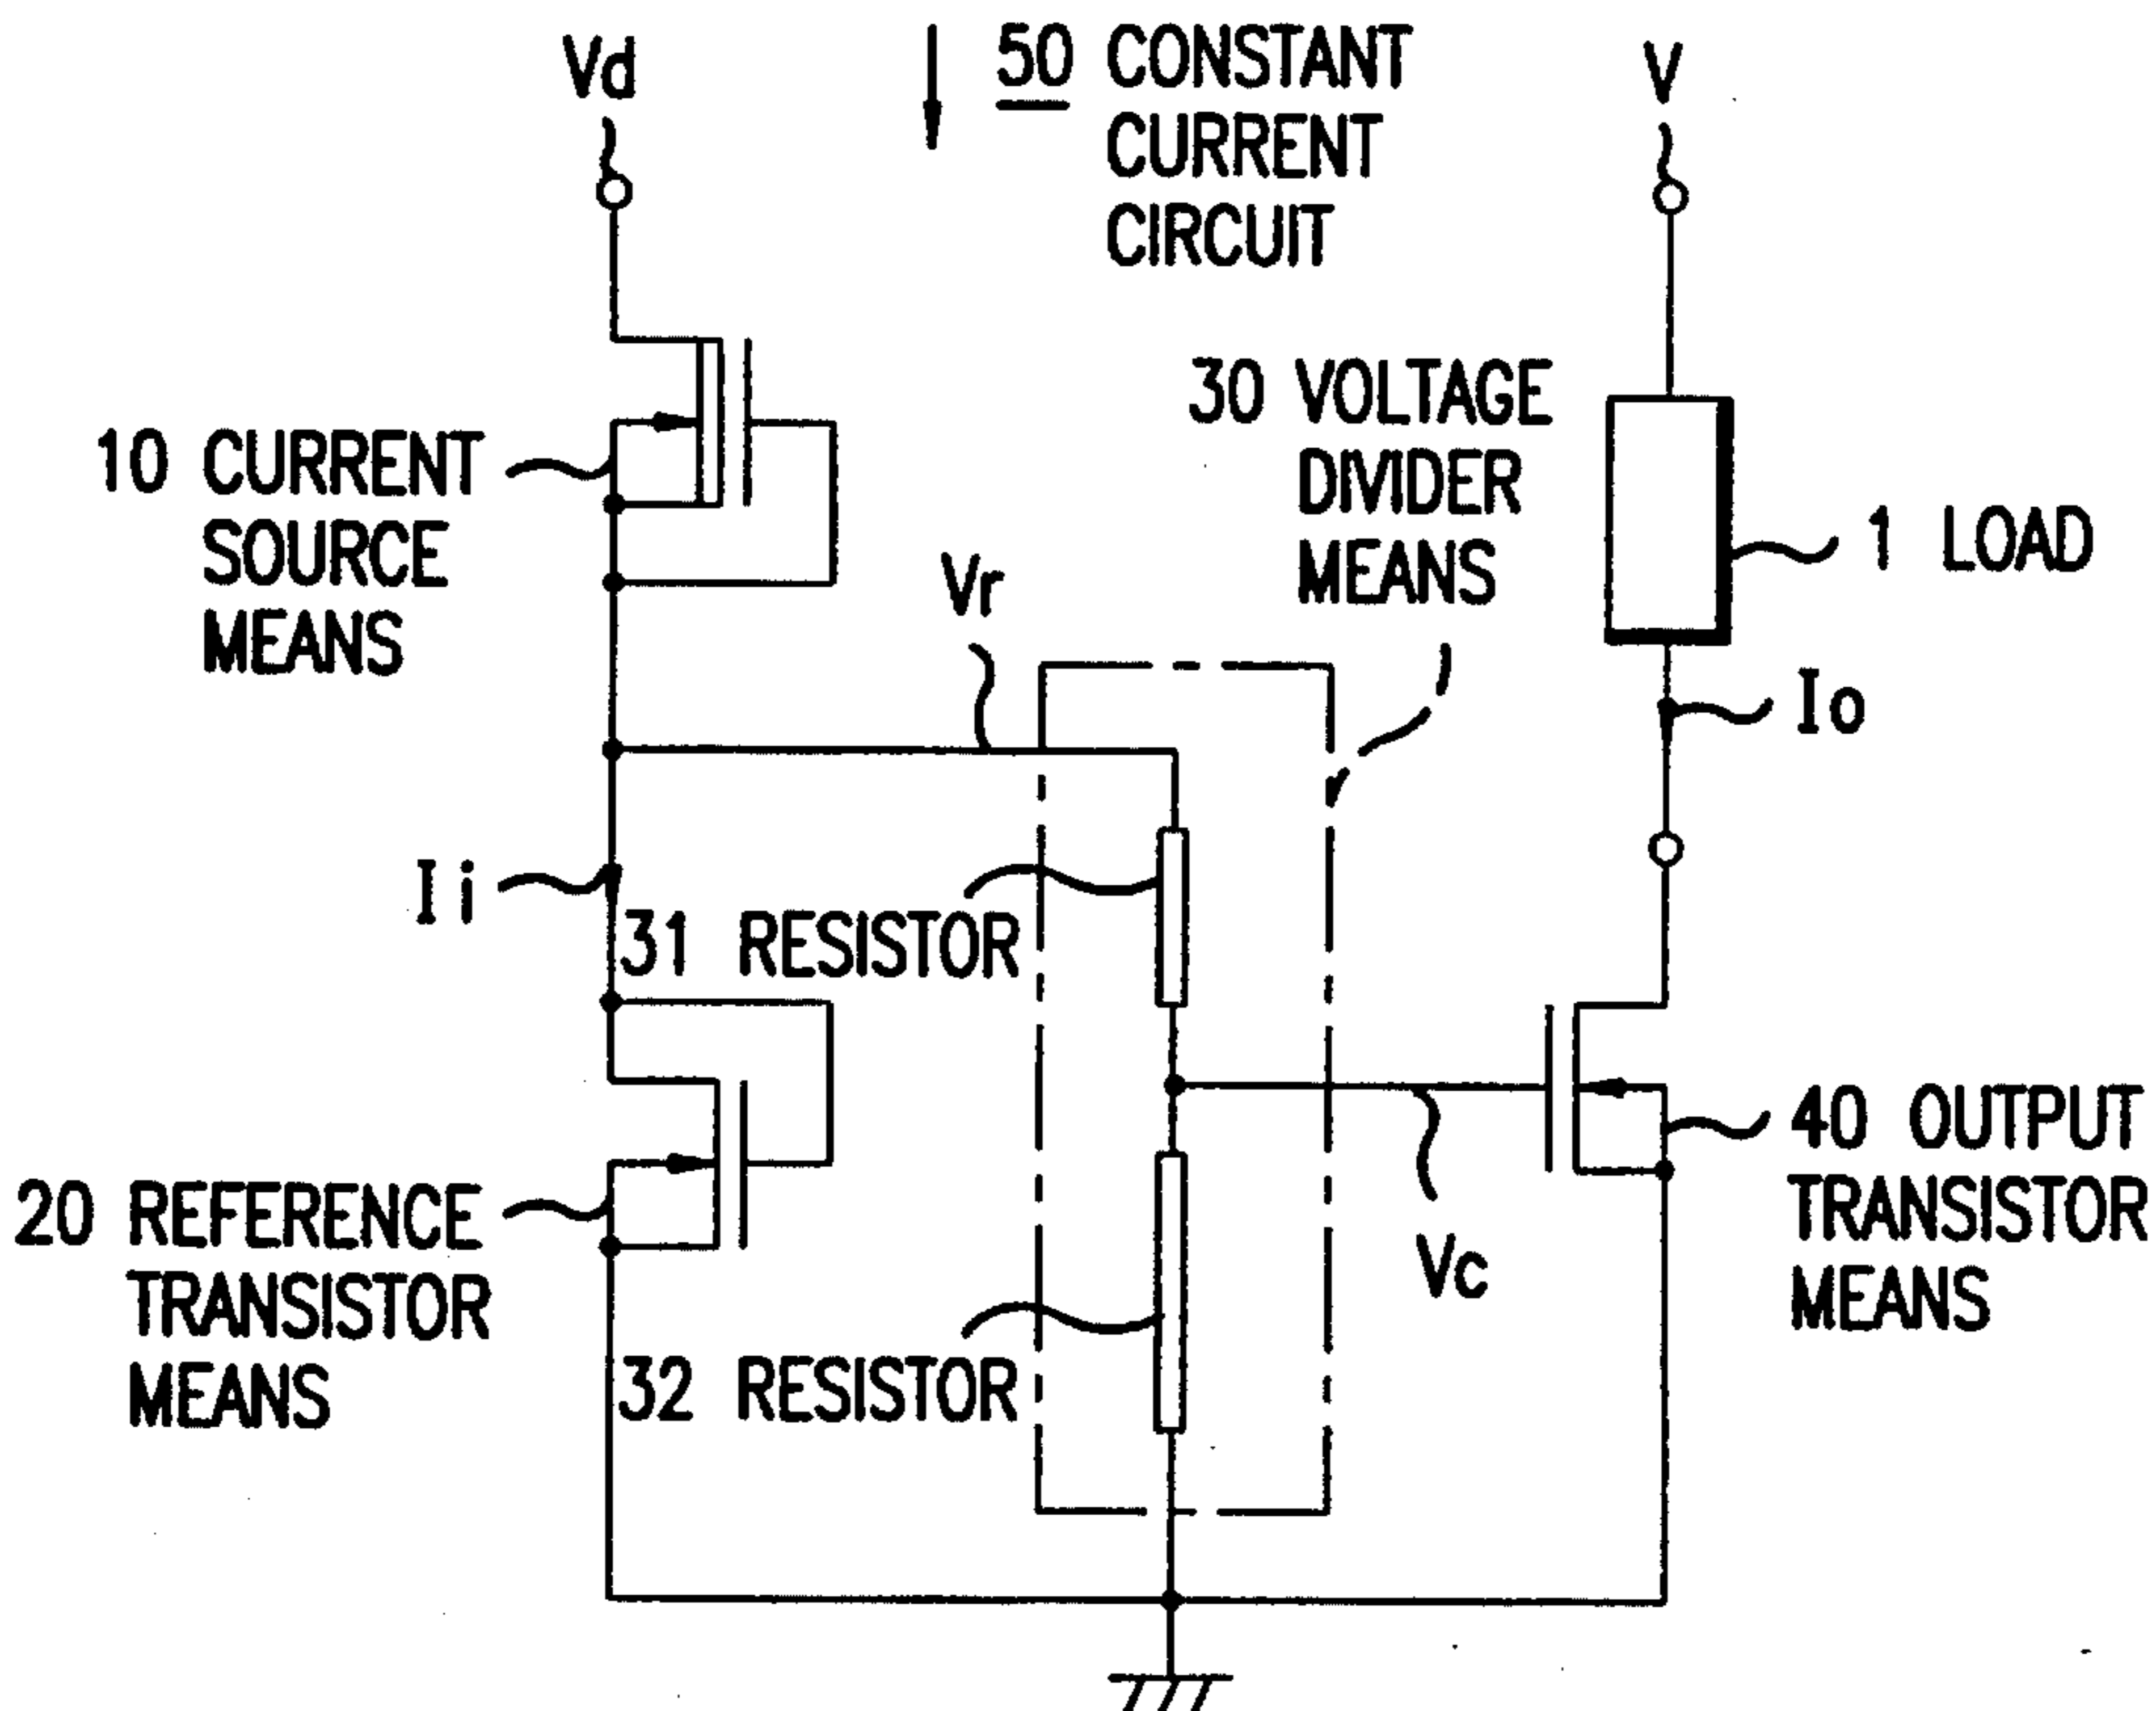 Vd
50 CONSTANT
CURRENT
CIRCUIT
V
10 CURRENT
SOURCE
MEANS
30 VOLTAGE
DIVIDER
MEANS
1 LOAD
Vr
Io
Ii
31 RESISTOR
20 REFERENCE
TRANSISTOR
MEANS
32 RESISTOR
Vc
40 OUTPUT
TRANSISTOR
MEANS